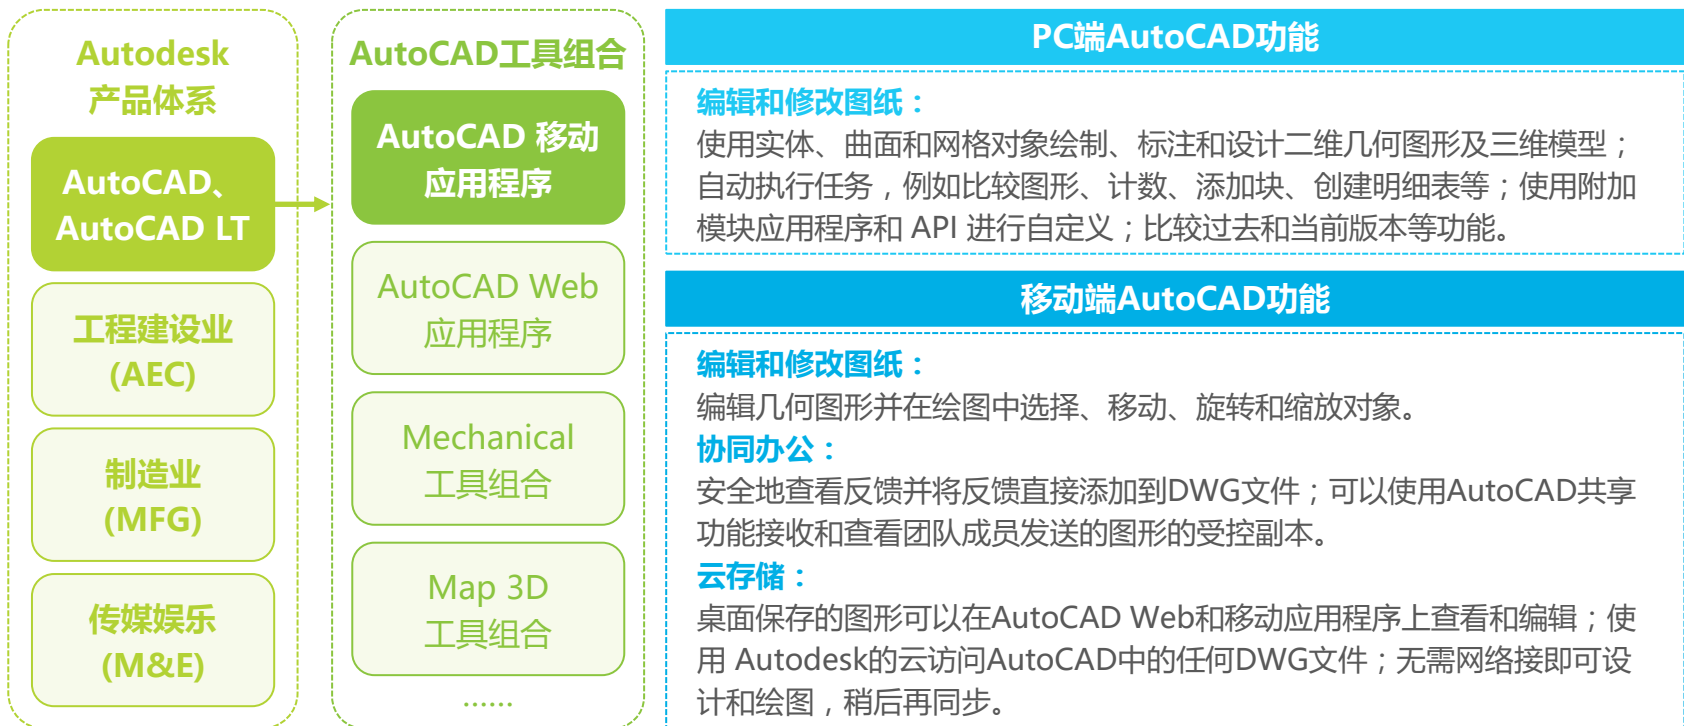 Autodesk
产品体系
AutoCAD、
AutoCAD LT
工程建设业
(AEC)
制造业
(MFG)
传媒娱乐
(M&E)
AutoCAD工具组合
AutoCAD 移动
应用程序
AutoCAD Web
应用程序
Mechanical
工具组合
Map 3D
工具组合
……
PC端AutoCAD功能
编辑和修改图纸：
使用实体、曲面和网格对象绘制、标注和设计二维几何图形及三维模型；
自动执行任务，例如比较图形、计数、添加块、创建明细表等；使用附加
模块应用程序和 API 进行自定义；比较过去和当前版本等功能。
移动端AutoCAD功能
编辑和修改图纸：
编辑几何图形并在绘图中选择、移动、旋转和缩放对象。
协同办公：
安全地查看反馈并将反馈直接添加到DWG文件；可以使用AutoCAD共享
功能接收和查看团队成员发送的图形的受控副本。
云存储：
桌面保存的图形可以在AutoCAD Web和移动应用程序上查看和编辑；使
用 Autodesk的云访问AutoCAD中的任何DWG文件；无需网络接即可设
计和绘图，稍后再同步。